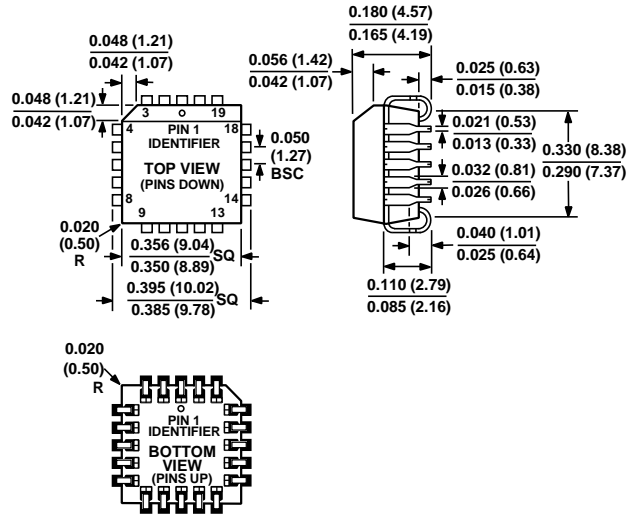 0.180 (4.57)
0.165 (4.19)
0.048 (1.21)
0.042 (1.07)
0.056 (1.42)
0.042 (1.07)
0.025 (0.63)
0.015 (0.38)
0.048 (1.21)
0.042 (1.07)
3
19
4
PIN 1
IDENTIFIER
18
0.050
(1.27)
BSC
0.021 (0.53)
0.013 (0.33)
0.330 (8.38)
0.290 (7.37)
TOP VIEW
(PINS DOWN)
0.032 (0.81)
0.026 (0.66)
8
14
9
13
0.020
(0.50)
R
0.356 (9.04)
0.350 (8.89)
SQ
0.040 (1.01)
0.025 (0.64)
0.395 (10.02)
0.385 (9.78)
SQ
0.110 (2.79)
0.085 (2.16)
0.020
(0.50)
R
PIN 1
IDENTIFIER
BOTTOM
VIEW
(PINS UP)